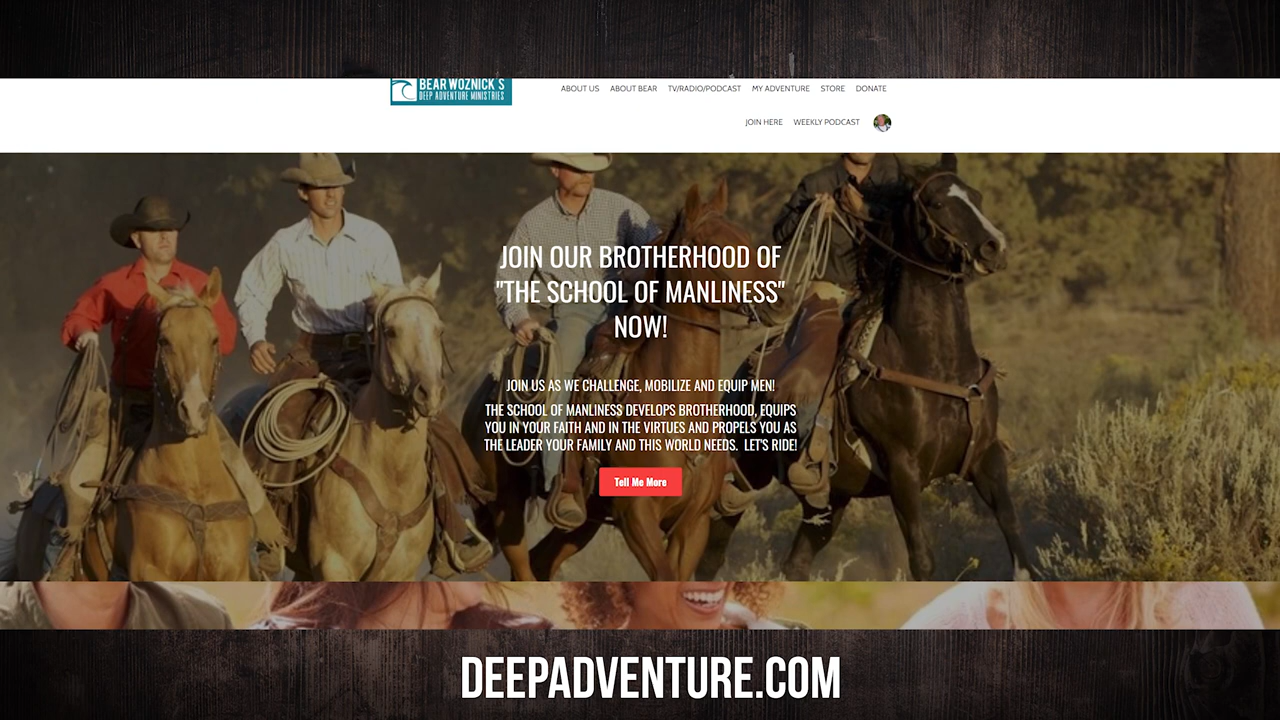 BEAR WOZNICK'S
DEEP ADVENTURE MINISTRIES
ABOUT US ABOUT BEAR TV/RADIO/PODCAST MY ADVENTURE STORE DONATE
JOIN HERE WEEKLY PODCAST
JOIN OUR BROTHERHOOD OF
"THE SCHOOL OF MANLINESS"
NOW!
JOIN US AS WE CHALLENGE, MOBILIZE AND EQUIP MEN!
THE SCHOOL OF MANLINESS DEVELOPS BROTHERHOOD, EQUIPS
YOU IN YOUR FAITH AND IN THE VIRTUES AND PROPELS YOU AS
THE LEADER YOUR FAMILY AND THIS WORLD NEEDS. LET'S RIDE!
Tell Me More
DEEPADVENTURE.COM